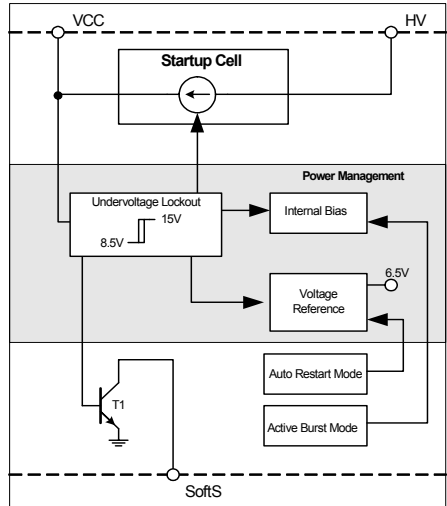 VCC
HV
Startup Cell
Power Management
Undervoltage Lockout
15V
8.5V
Internal Bias
6.5V
Voltage
Reference
Auto Restart Mode
T1
Active Burst Mode
SoftS